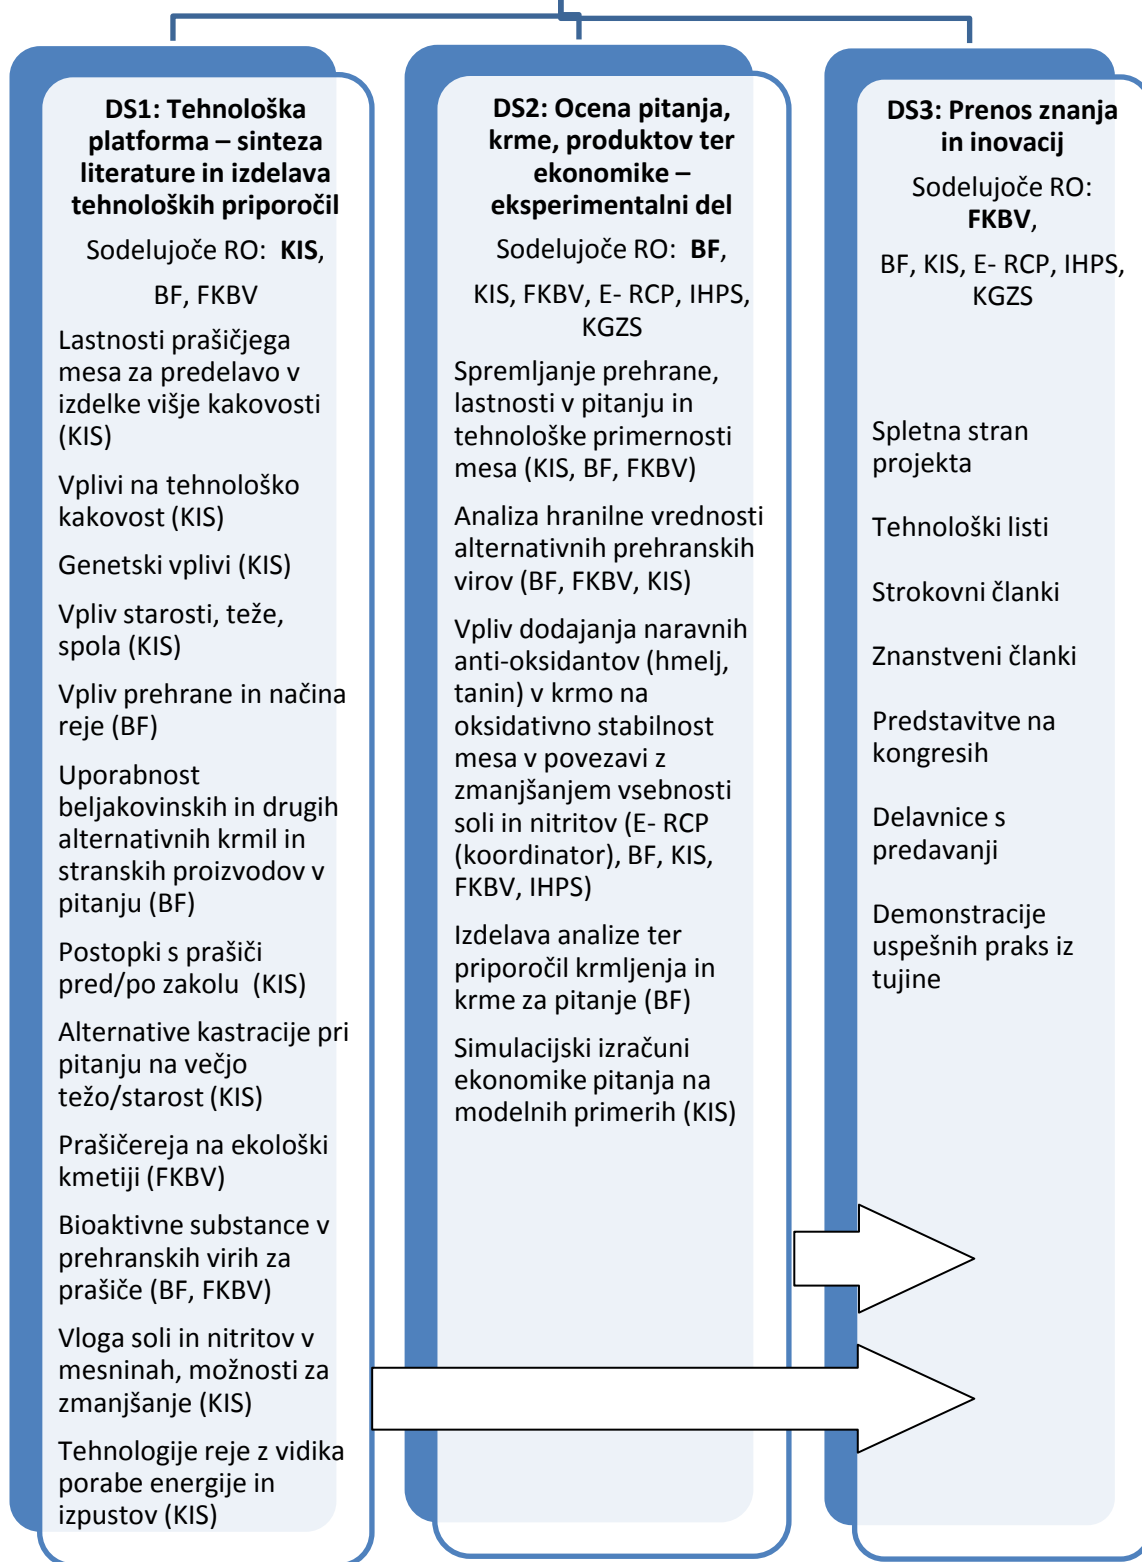 DS1: Tehnološka
platforma – sinteza
literature in izdelava
tehnoloških priporočil
Sodelujoče RO: KIS,
BF, FKBV
Lastnosti prašičjega
mesa za predelavo v
izdelke višje kakovosti
(KIS)
Vplivi na tehnološko
kakovost (KIS)
Genetski vplivi (KIS)
Vpliv starosti, teže,
spola (KIS)
Vpliv prehrane in načina
reje (BF)
Uporabnost
beljakovinskih in drugih
alternativnih krmil in
stranskih proizvodov v
pitanju (BF)
Postopki s prašiči
pred/po zakolu (KIS)
Alternative kastracije pri
pitanju na večjo
težo/starost (KIS)
Prašičereja na ekološki
kmetiji (FKBV)
Bioaktivne substance v
prehranskih virih za
prašiče (BF, FKBV)
Vloga soli in nitritov v
mesninah, možnosti za
zmanjšanje (KIS)
Tehnologije reje z vidika
porabe energije in
izpustov (KIS)
DS2: Ocena pitanja,
krme, produktov ter
ekonomike –
eksperimentalni del
Sodelujoče RO: BF,
KIS, FKBV, E- RCP, IHPS,
KGZS
Spremljanje prehrane,
lastnosti v pitanju in
tehnološke primernosti
mesa (KIS, BF, FKBV)
Analiza hranilne vrednosti
alternativnih prehranskih
virov (BF, FKBV, KIS)
Vpliv dodajanja naravnih
anti-oksidantov (hmelj,
tanin) v krmo na
oksidativno stabilnost
mesa v povezavi z
zmanjšanjem vsebnosti
soli in nitritov (E- RCP
(koordinator), BF, KIS,
FKBV, IHPS)
Izdelava analize ter
priporočil krmljenja in
krme za pitanje (BF)
Simulacijski izračuni
ekonomike pitanja na
modelnih primerih (KIS)
DS3: Prenos znanja
in inovacij
Sodelujoče RO:
FKBV,
BF, KIS, E- RCP, IHPS,
KGZS
Spletna stran
projekta
Tehnološki listi
Strokovni članki
Znanstveni članki
Predstavitve na
kongresih
Delavnice s
predavanji
Demonstracije
uspešnih praks iz
tujine